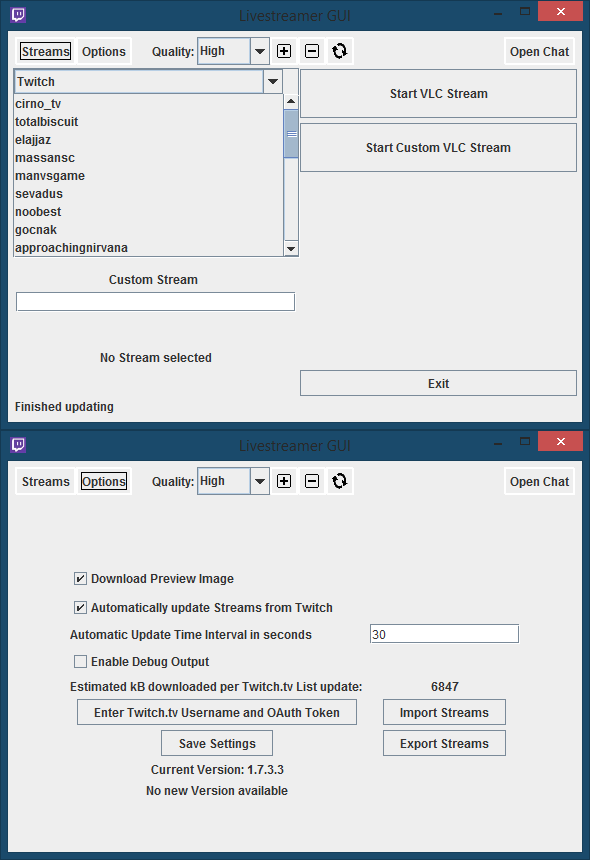 Livestreamer GUI
Streams Options Quality: High Open Chat
Twitch
Start VLC Stream
cirno_tv
totalbiscuit
elajjaz
massansc
manvsgame
sevadus
noobest
gocnak
approachingnirvana
Start Custom VLC Stream
Custom Stream
No Stream selected
Exit
Finished updating
Livestreamer GUI
Streams Options Quality: High Open Chat
Download Preview Image
Automatically update Streams from Twitch
Automatic Update Time Interval in seconds 30
Enable Debug Output
Estimated kB downloaded per Twitch.tv List update: 6847
Enter Twitch.tv Username and OAuth Token Import Streams
Save Settings Export Streams
Current Version: 1.7.3.3
No new Version available